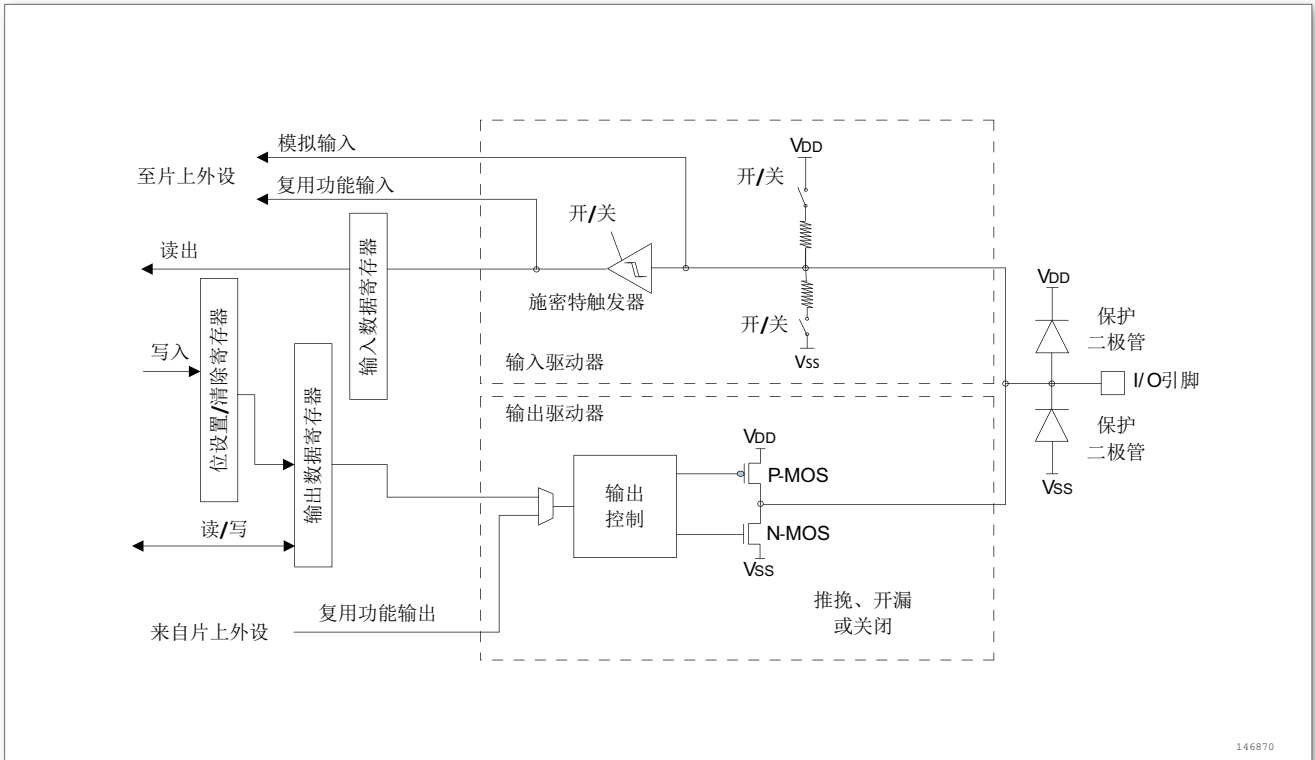 模拟输入
VDD
至片上外设
开/关
复用功能输入
开/关
读出
输入数据寄存器
施密特触发器
VDD
保护
二极管
开/关
VSS
位设置/清除寄存器
写入
输入驱动器
I/O引脚
输出数据寄存器
输出驱动器
保护
二极管
VDD
P-MOS
VSS
输出
控制
读/写
N-MOS
VSS
推挽、开漏
或关闭
复用功能输出
来自片上外设
146870